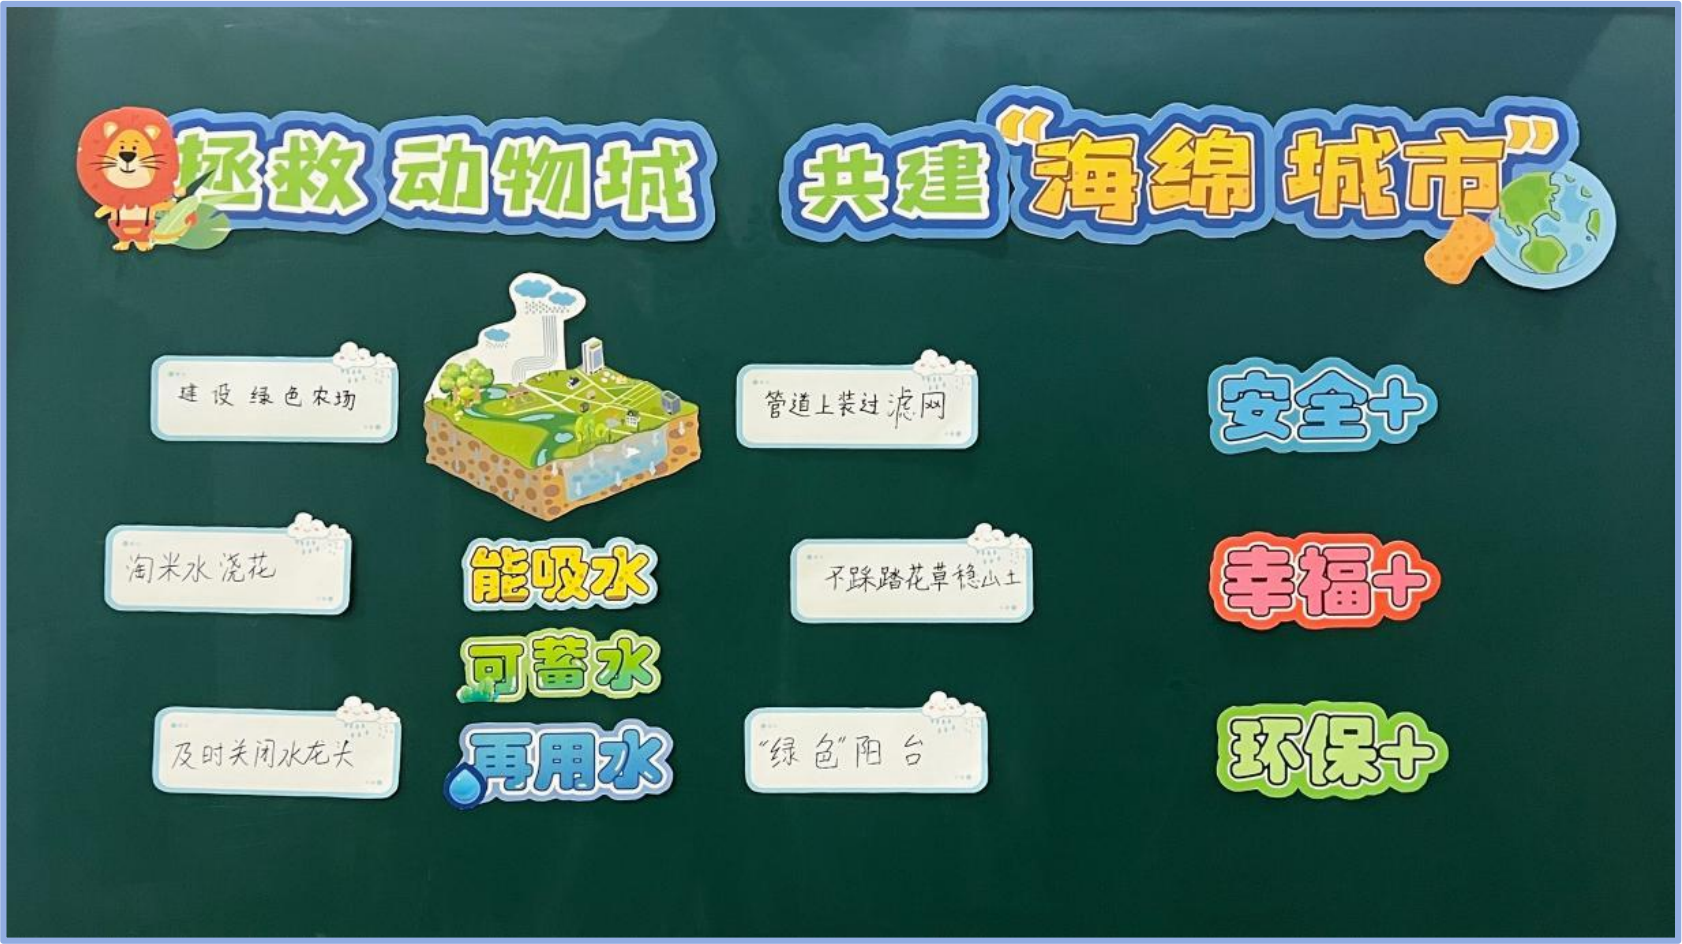 拯救动物城 共建“海绵城市”
建设绿色农场
管道上装过滤网
安全+
淘米水浇花
能吸水
不踩踏花草稳山土
幸福+
可蓄水
及时关闭水龙头
再用水
“绿色”阳台
环保+